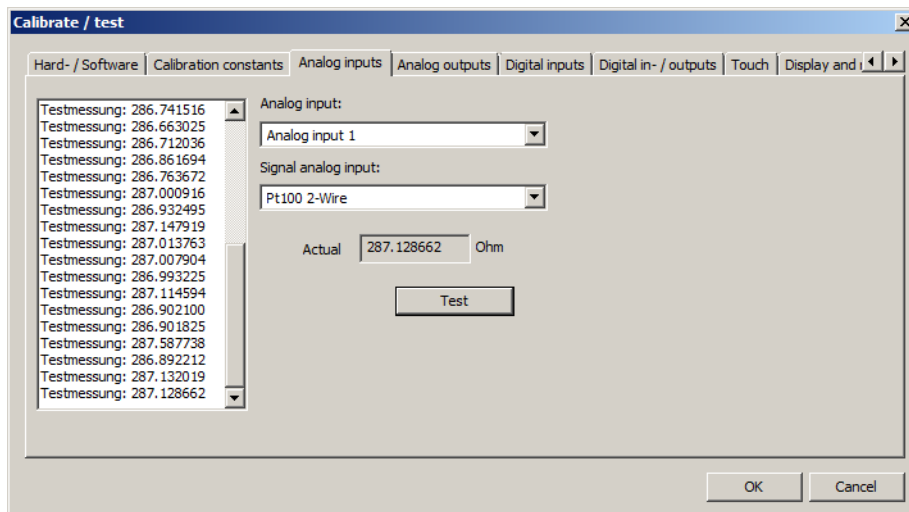 Calibrate / test
Hard- / Software Calibration constants Analog inputs Analog outputs Digital inputs Digital in- / outputs Touch Display and
Testmessung: 286.741516
Testmessung: 286.663025
Testmessung: 286.712036
Testmessung: 286.861694
Testmessung: 286.763672
Testmessung: 287.000916
Testmessung: 286.932495
Testmessung: 287.147919
Testmessung: 287.013763
Testmessung: 287.007904
Testmessung: 286.993225
Testmessung: 287.114594
Testmessung: 286.902100
Testmessung: 286.901825
Testmessung: 287.587738
Testmessung: 286.892212
Testmessung: 287.132019
Testmessung: 287.128662
Analog input:
Analog input 1
Signal analog input:
Pt100 2-Wire
Actual 287.128662 Ohm
Test
OK Cancel